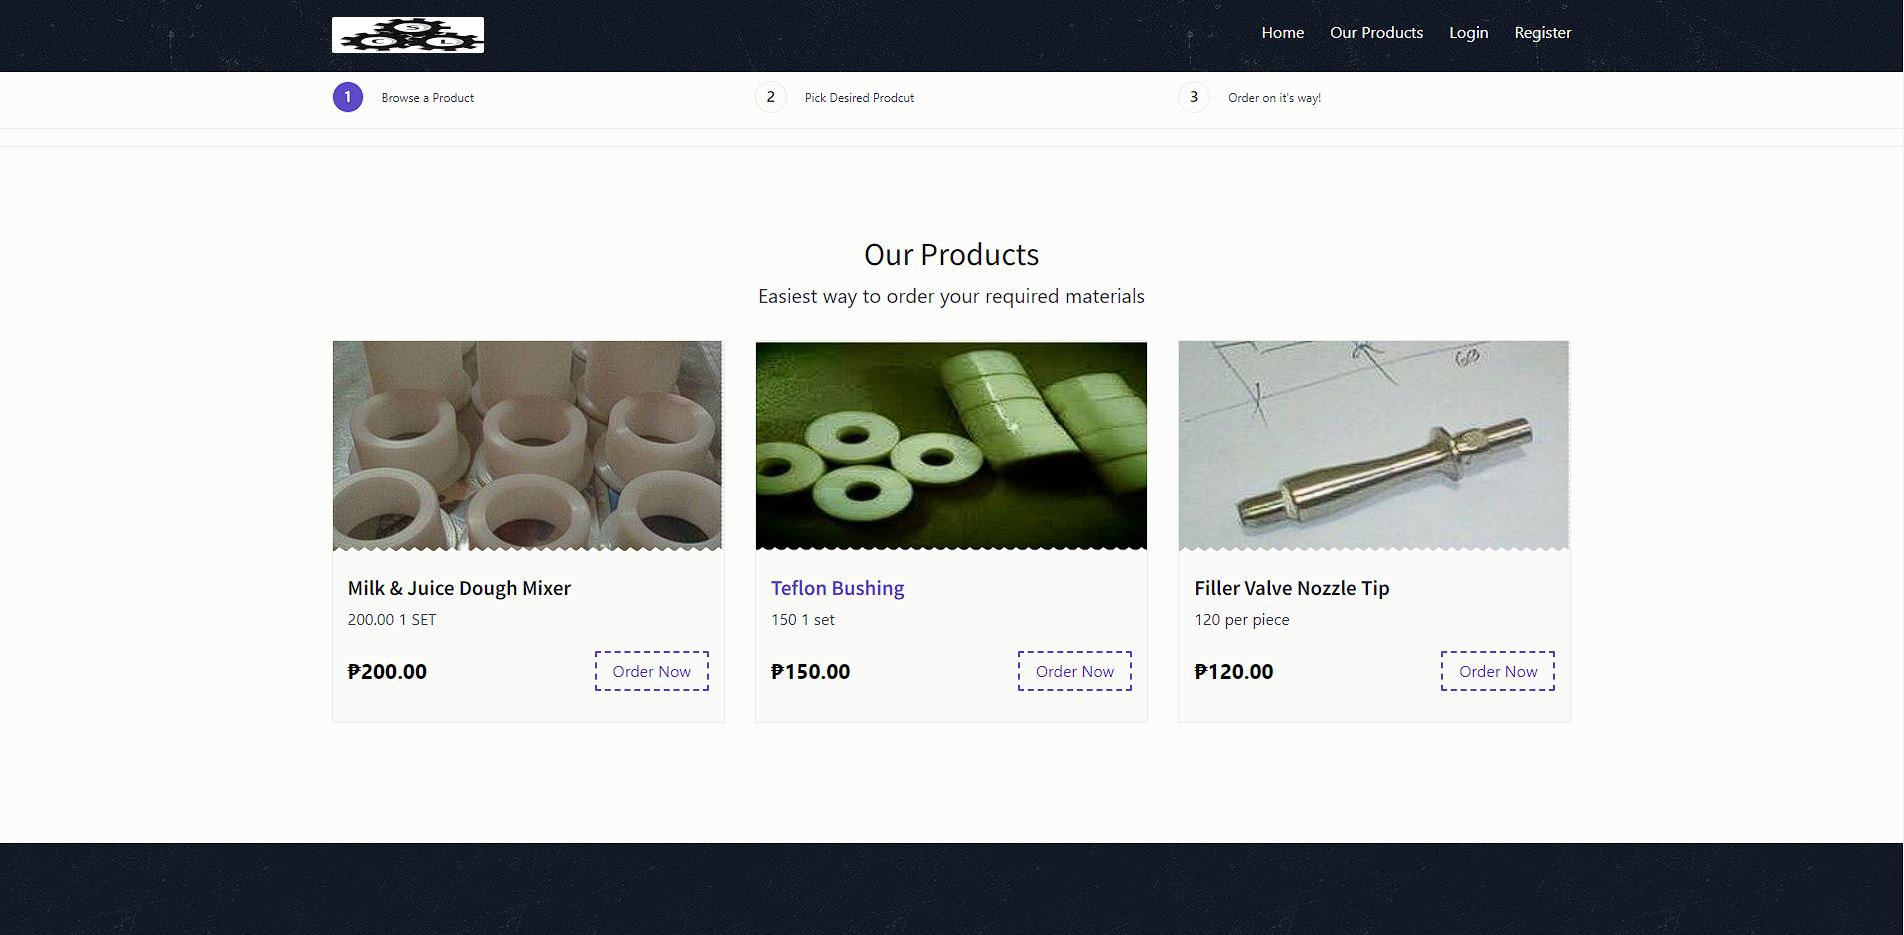 S
G
L
Home
Our Products
Login
Register
1 Browse a Product
2 Pick Desired Prodcut
3 Order on it's way!
Our Products
Easiest way to order your required materials
Milk & Juice Dough Mixer
200.00 1 SET
₱200.00
Order Now
Teflon Bushing
150 1 set
₱150.00
Order Now
Filler Valve Nozzle Tip
120 per piece
₱120.00
Order Now